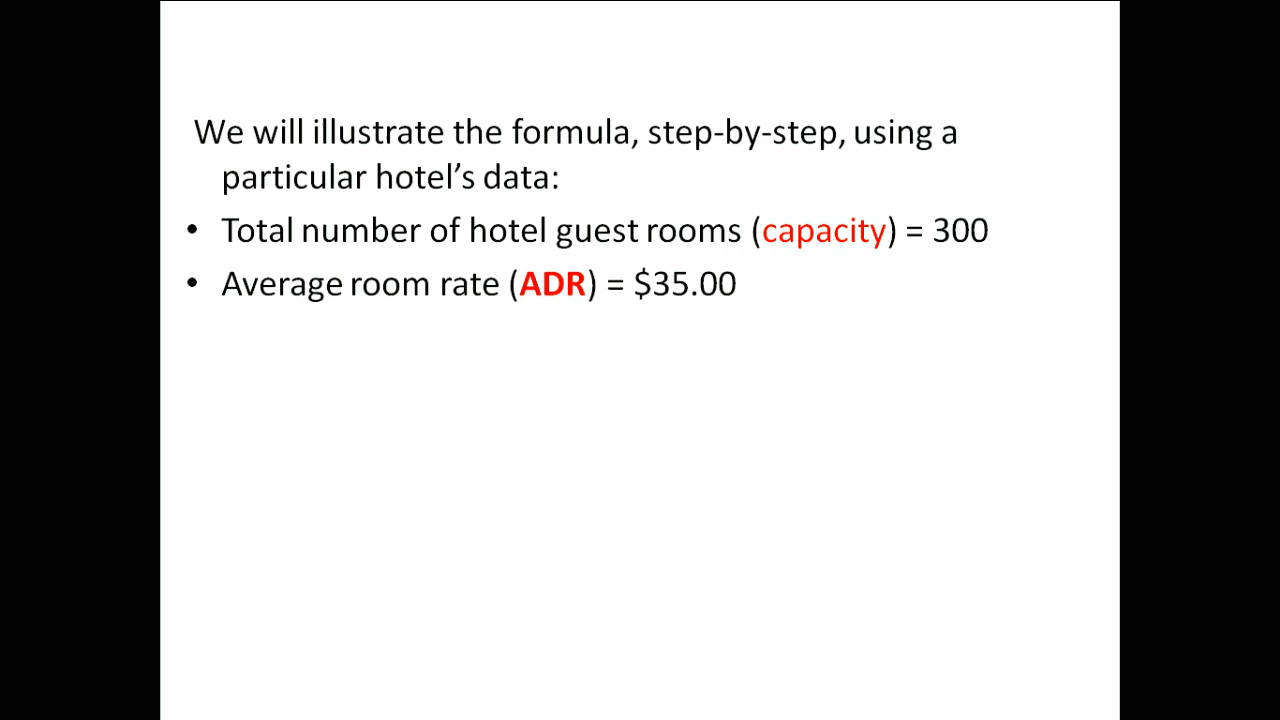 We will illustrate the formula, step-by-step, using a
particular hotel’s data:
• Total number of hotel guest rooms (capacity) = 300
• Average room rate (ADR) = $35.00